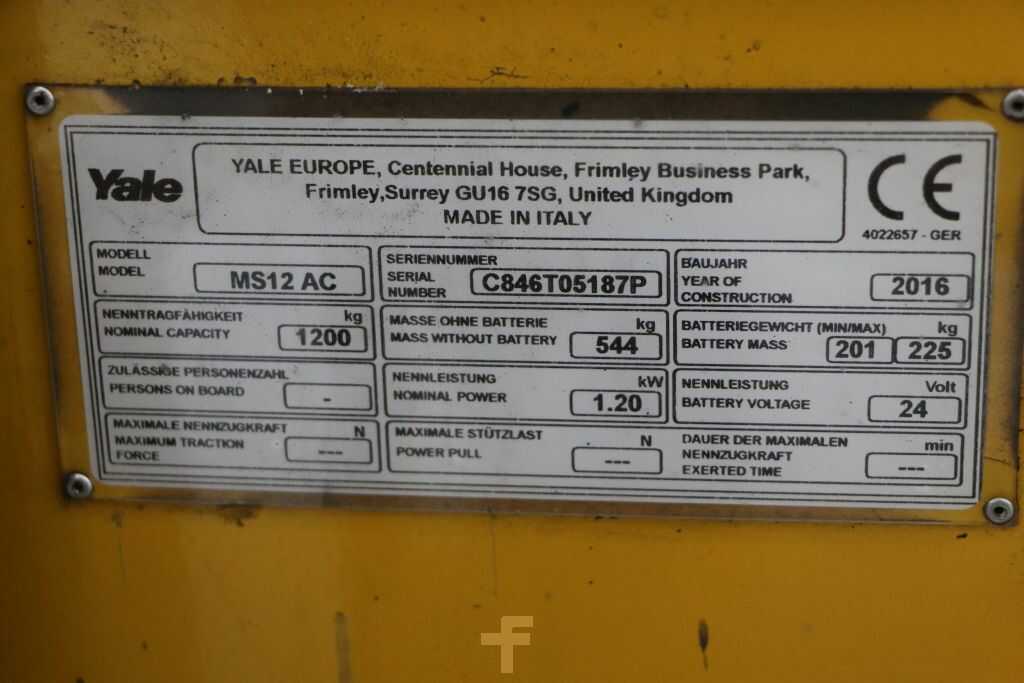 Yale
YALE EUROPE, Centennial House, Frimley Business Park,
Frimley,Surrey GU16 7SG, United Kingdom
MADE IN ITALY
CE
4022657 - GER
MODELL
MODEL
MS12 AC
SERIENNUMMER
SERIAL
NUMBER
C846T05187P
BAUJAHR
YEAR OF
CONSTRUCTION
2016
NENNTRAGFÄHIGKEIT kg
NOMINAL CAPACITY
1200
MASSE OHNE BATTERIE kg
MASS WITHOUT BATTERY
544
BATTERIEGEWICHT (MIN/MAX) kg
BATTERY MASS
201 225
ZULÄSSIGE PERSONENZAHL
PERSONS ON BOARD
-
NENNLEISTUNG kW
NOMINAL POWER
1.20
NENNLEISTUNG Volt
BATTERY VOLTAGE
24
MAXIMALE NENNZUGKRAFT N
MAXIMUM TRACTION
FORCE
---
MAXIMALE STÜTZLAST N
POWER PULL
---
DAUER DER MAXIMALEN min
NENNZUGKRAFT
EXERTED TIME
---